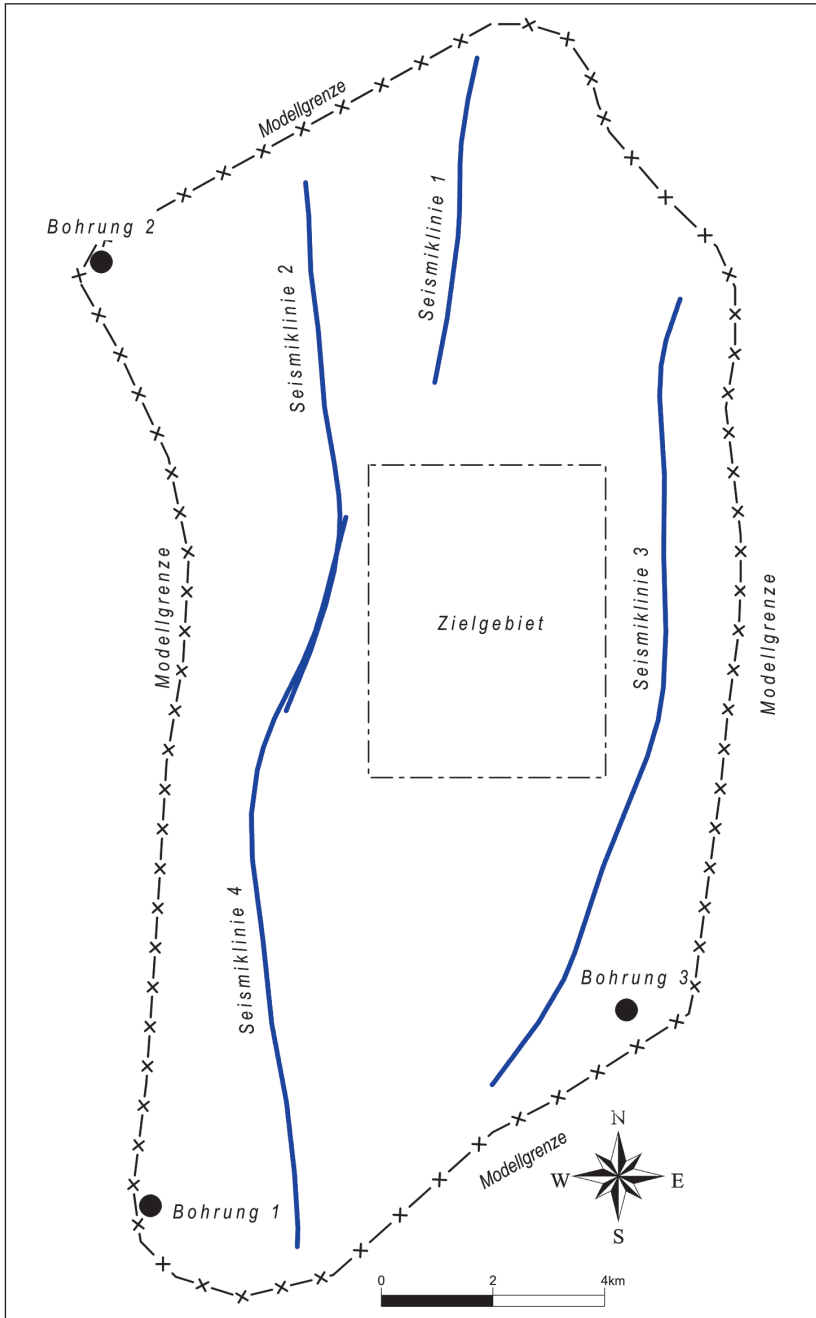 Modellgrenze
Bohrung 2
Seismiklinie 1
Seismiklinie 2
Modellgrenze
Zielgebiet
Seismiklinie 3
Modellgrenze
Seismiklinie 4
Bohrung 3
Modellgrenze
N
W E
S
Bohrung 1
0 2 4km